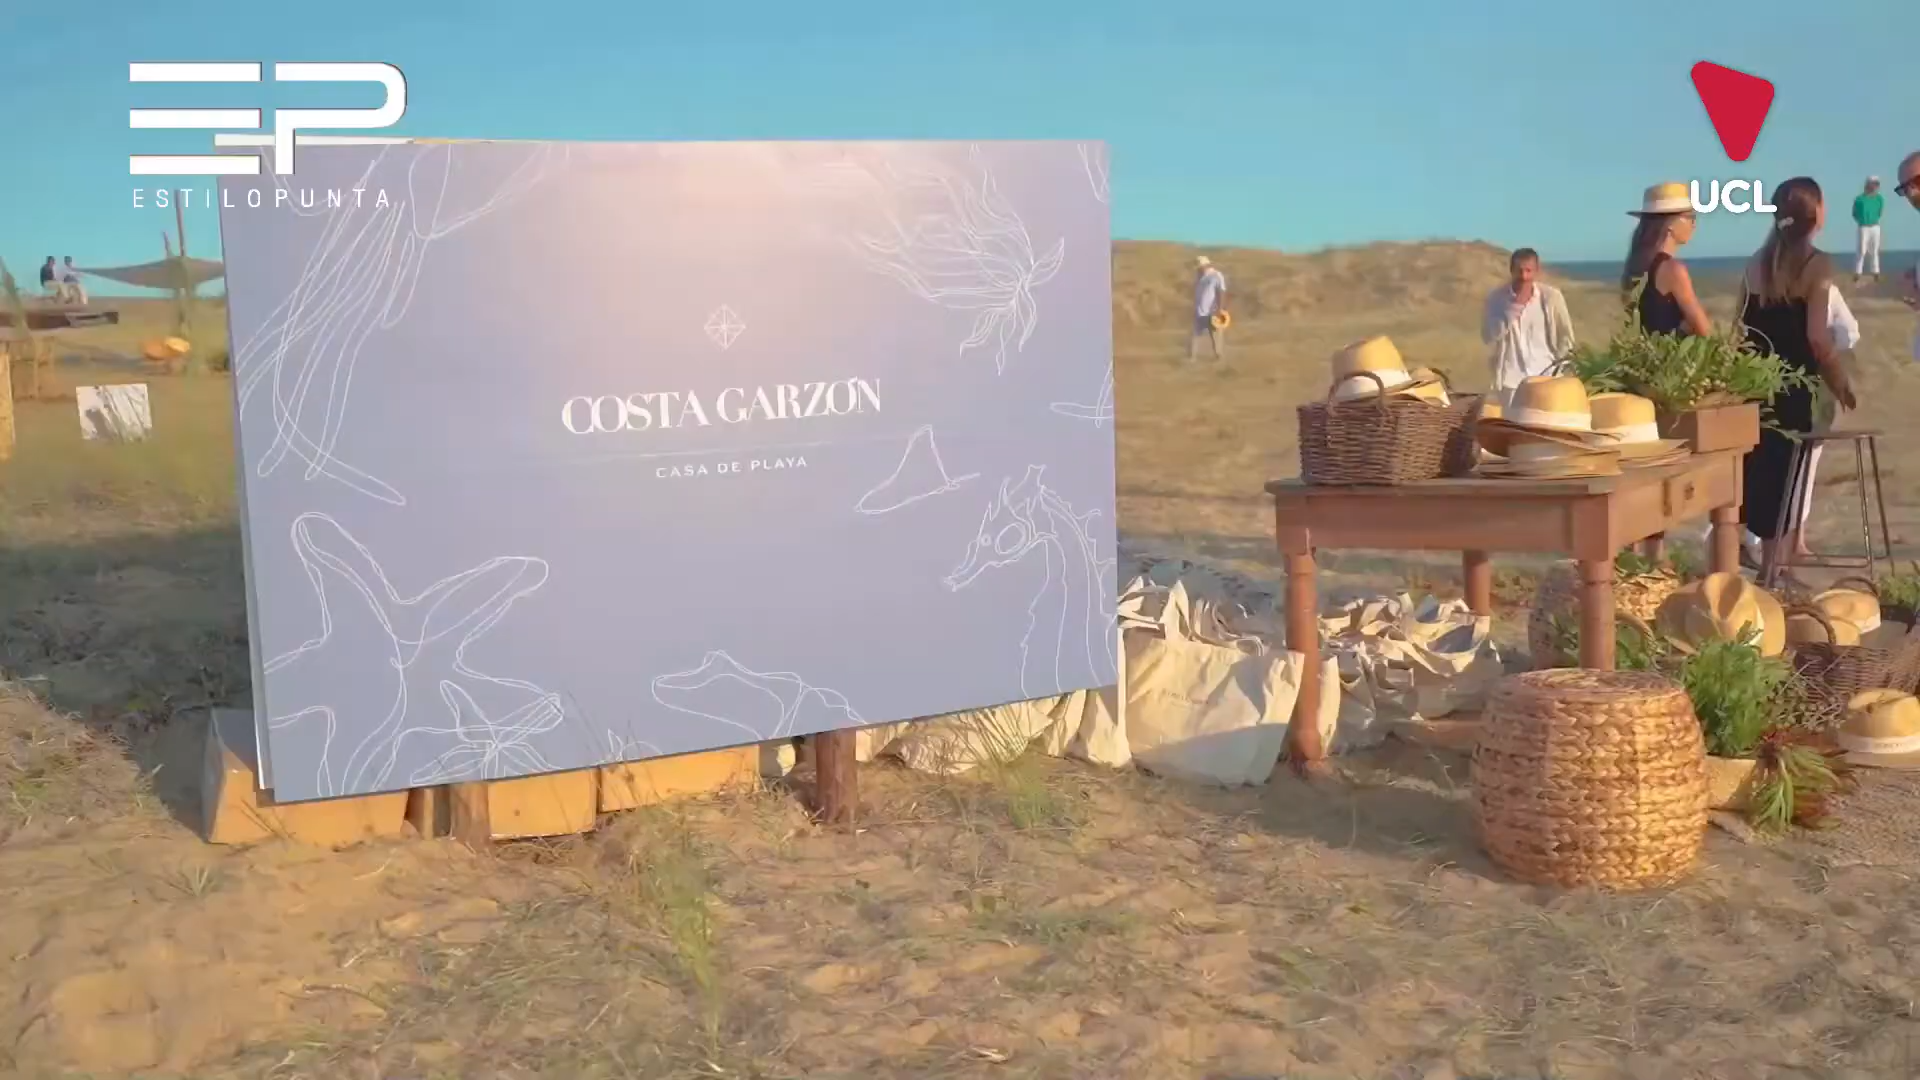 EP
ESTILOPUNTA
UCL
COSTA GARZÓN
CASA DE PLAYA